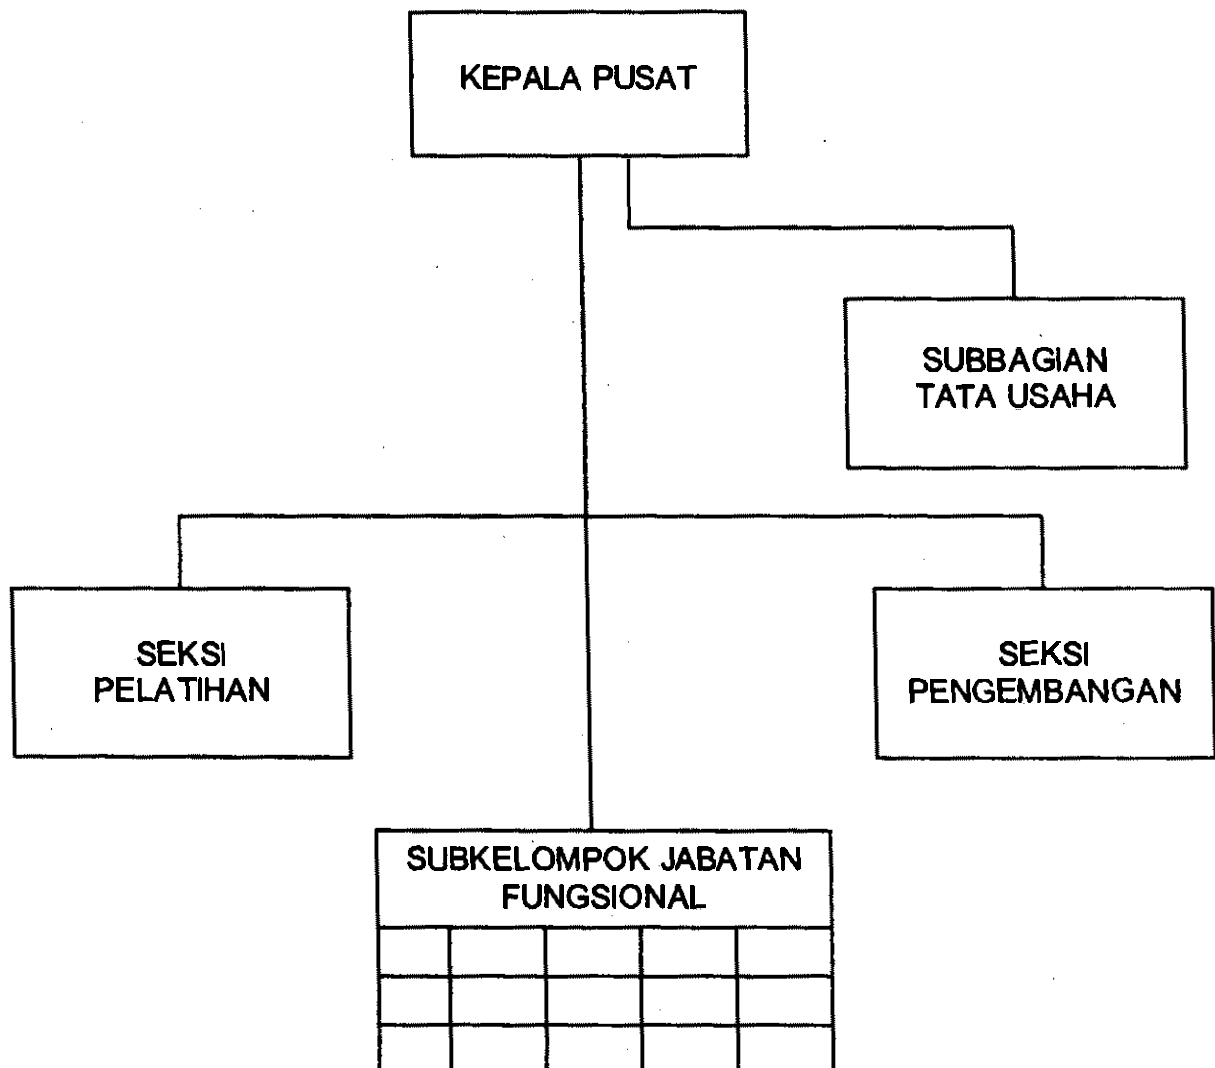 KEPALA PUSAT
SUBBAGIAN
TATA USAHA
SEKSI
PELATIHAN
SEKSI
PENGEMBANGAN
SUBKELOMPOK JABATAN
FUNGSIONAL